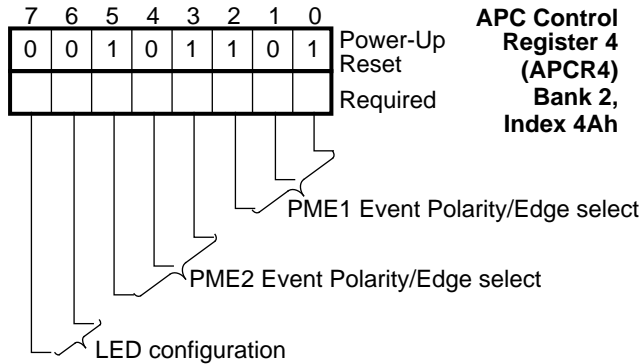 7 6 5 4 3 2 1 0
0 0 1 0 1 1 0 1
Power-Up
Reset
Required
APC Control
Register 4
(APCR4)
Bank 2,
Index 4Ah
PME1 Event Polarity/Edge select
PME2 Event Polarity/Edge select
LED configuration